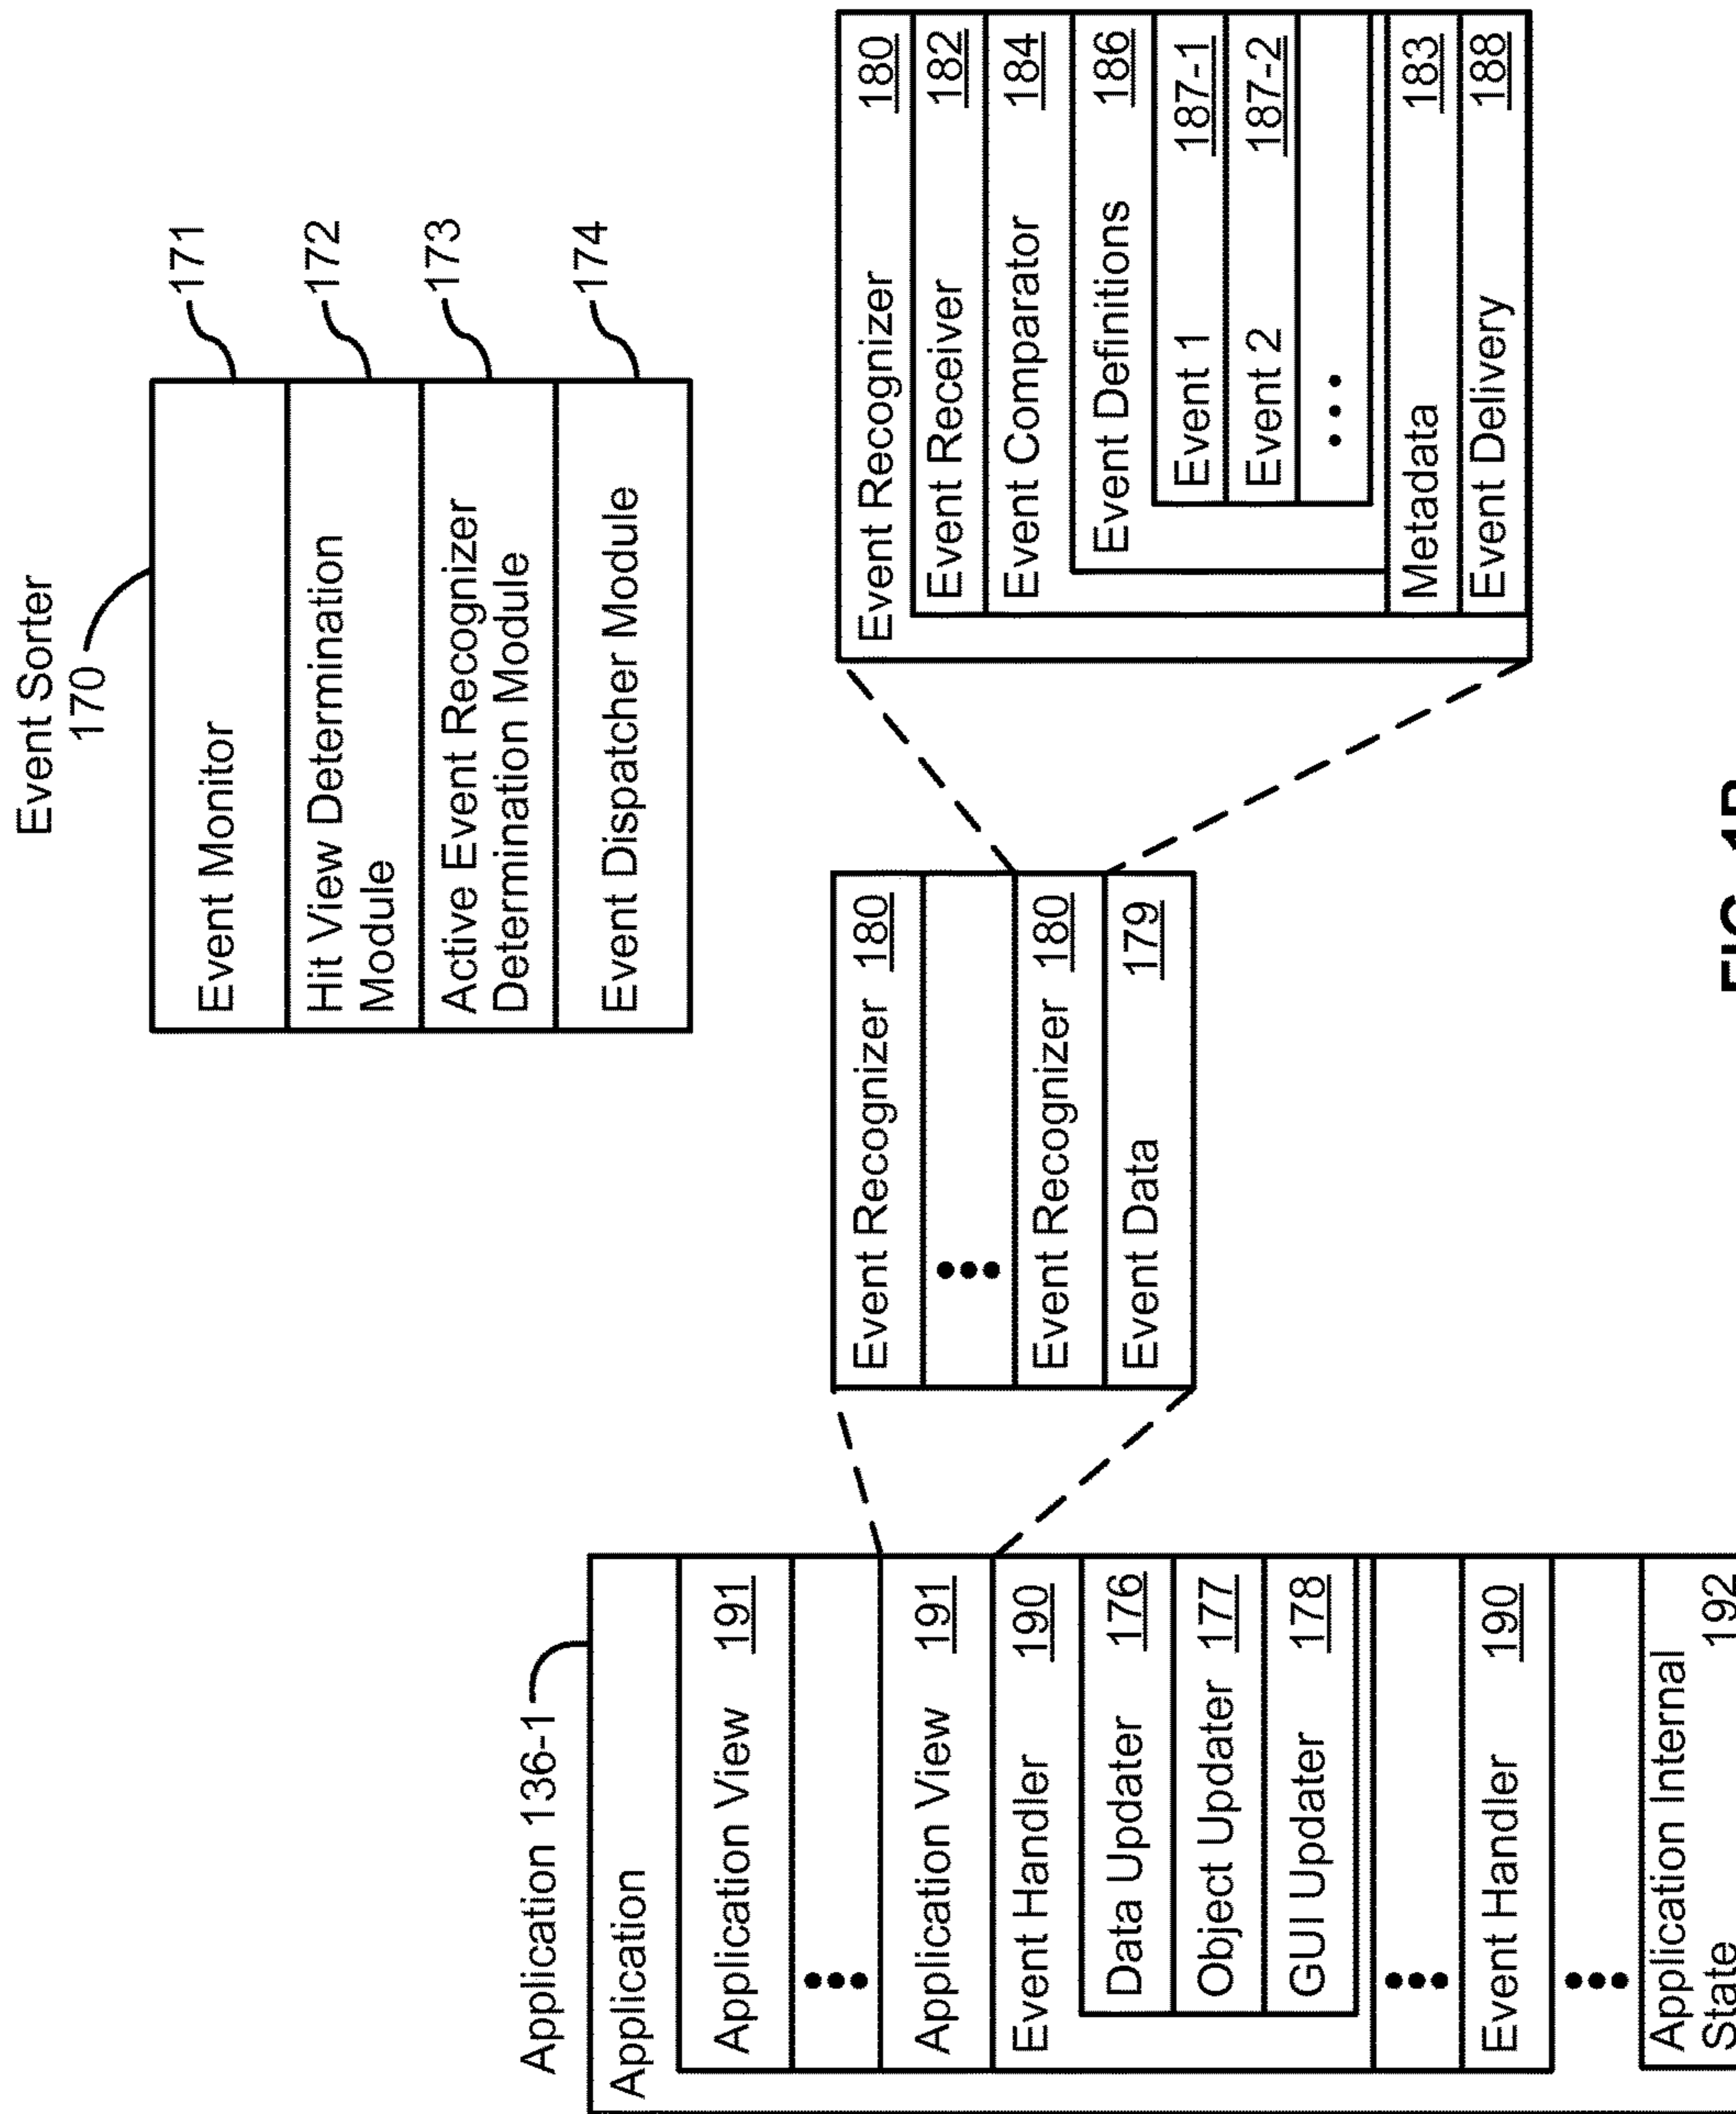 Event Sorter
170
Event Monitor
171
Hit View Determination
Module
172
Active Event Recognizer
Determination Module
173
Event Dispatcher Module
174
Application 136-1
Application
Application View 191
Application View 191
Event Handler 190
Data Updater 176
Object Updater 177
GUI Updater 178
Event Handler 190
Application Internal
State 192
Event Recognizer 180
Event Recognizer 180
Event Data 179
Event Recognizer 180
Event Receiver 182
Event Comparator 184
Event Definitions 186
Event 1 187-1
Event 2 187-2
Metadata 183
Event Delivery 188